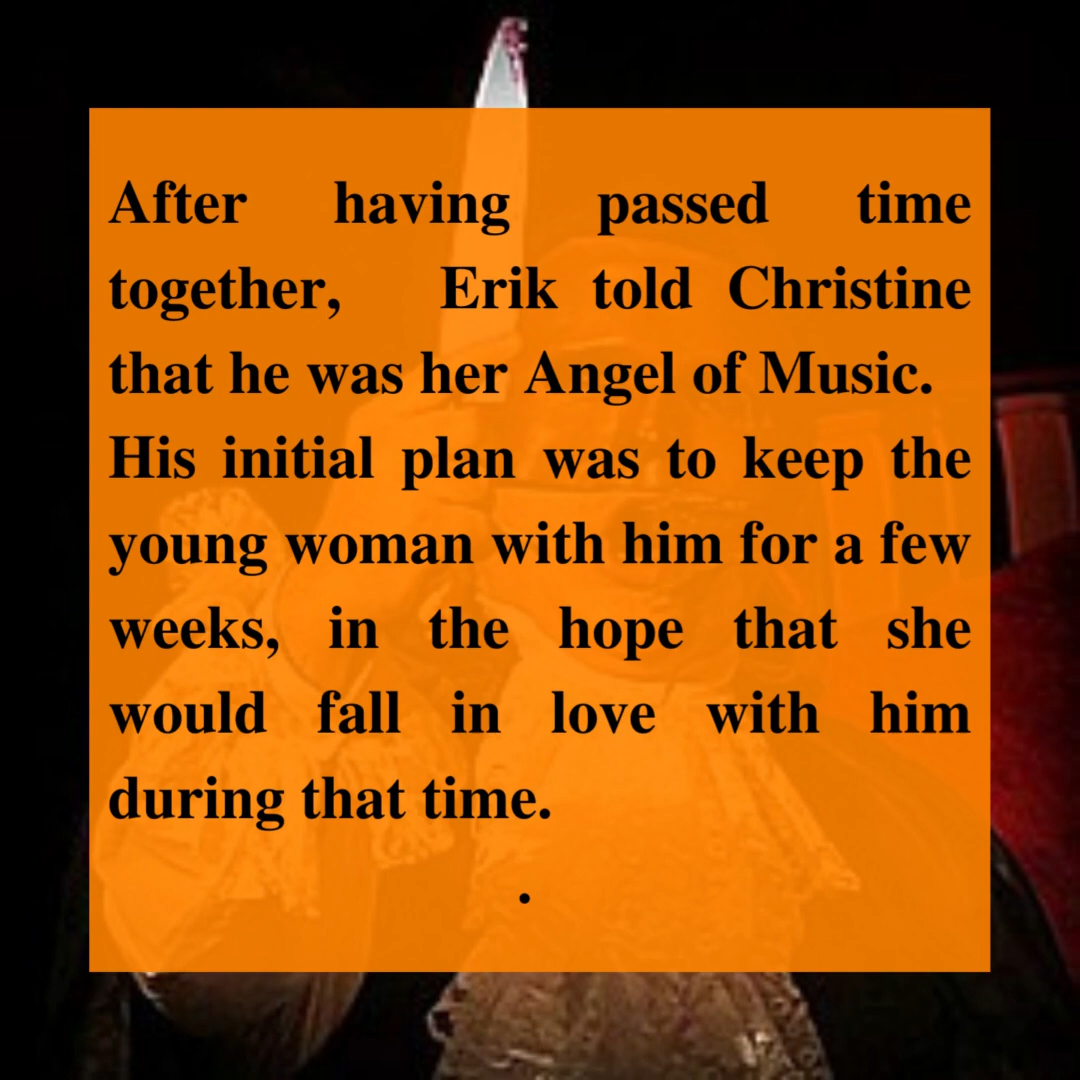 After having passed time
together, Erik told Christine
that he was her Angel of Music.
His initial plan was to keep the
young woman with him for a few
weeks, in the hope that she
would fall in love with him
during that time.
.